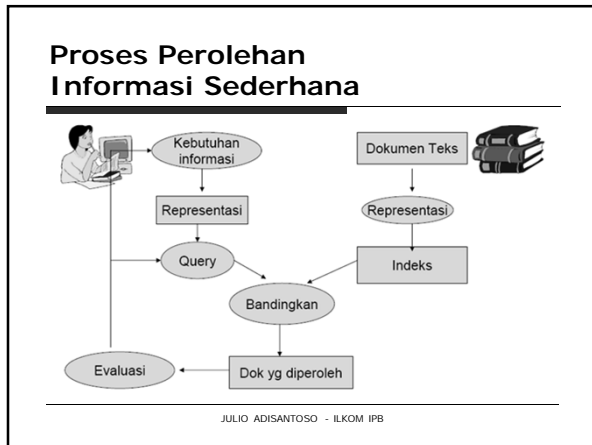 Proses Perolehan
Informasi Sederhana
Kebutuhan
informasi
Dokumen Teks
Representasi
Representasi
Query
Indeks
Bandingkan
Evaluasi
Dok yg diperoleh
JULIO ADISANTOSO - ILKOM IPB